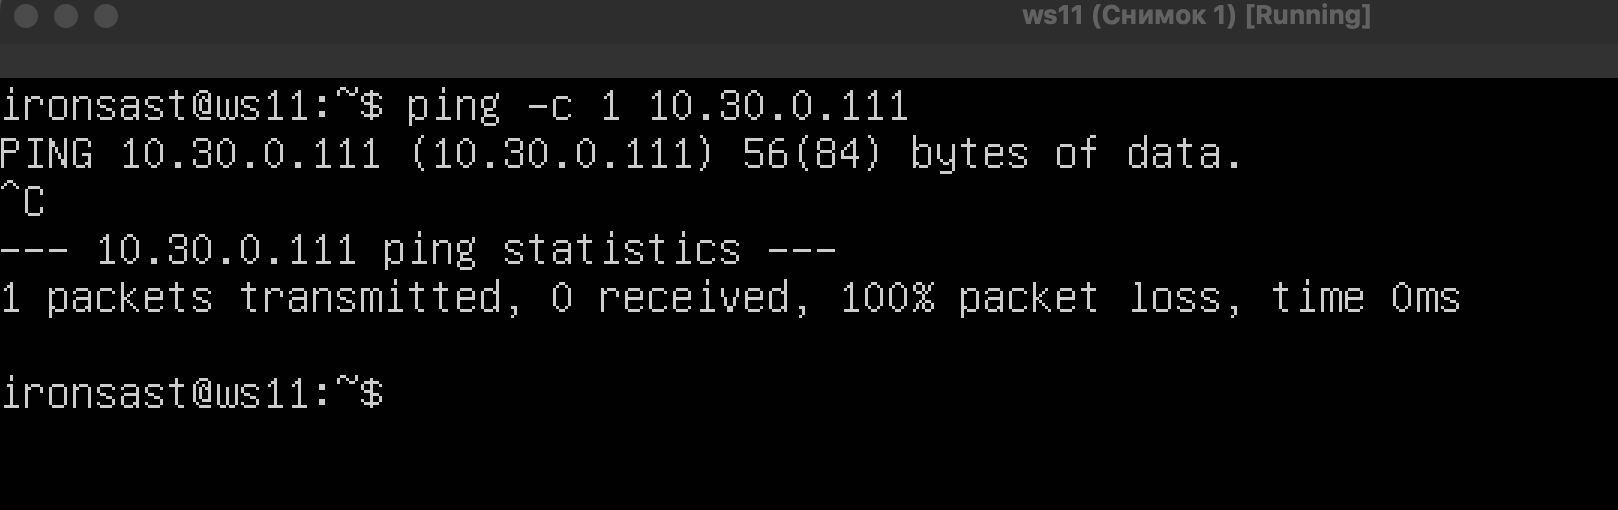 ws11 (Снимок 1) [Running]
ironsast@ws11:~$ ping -c 1 10.30.0.111
PING 10.30.0.111 (10.30.0.111) 56(84) bytes of data.
^C
--- 10.30.0.111 ping statistics ---
1 packets transmitted, 0 received, 100% packet loss, time 0ms
ironsast@ws11:~$